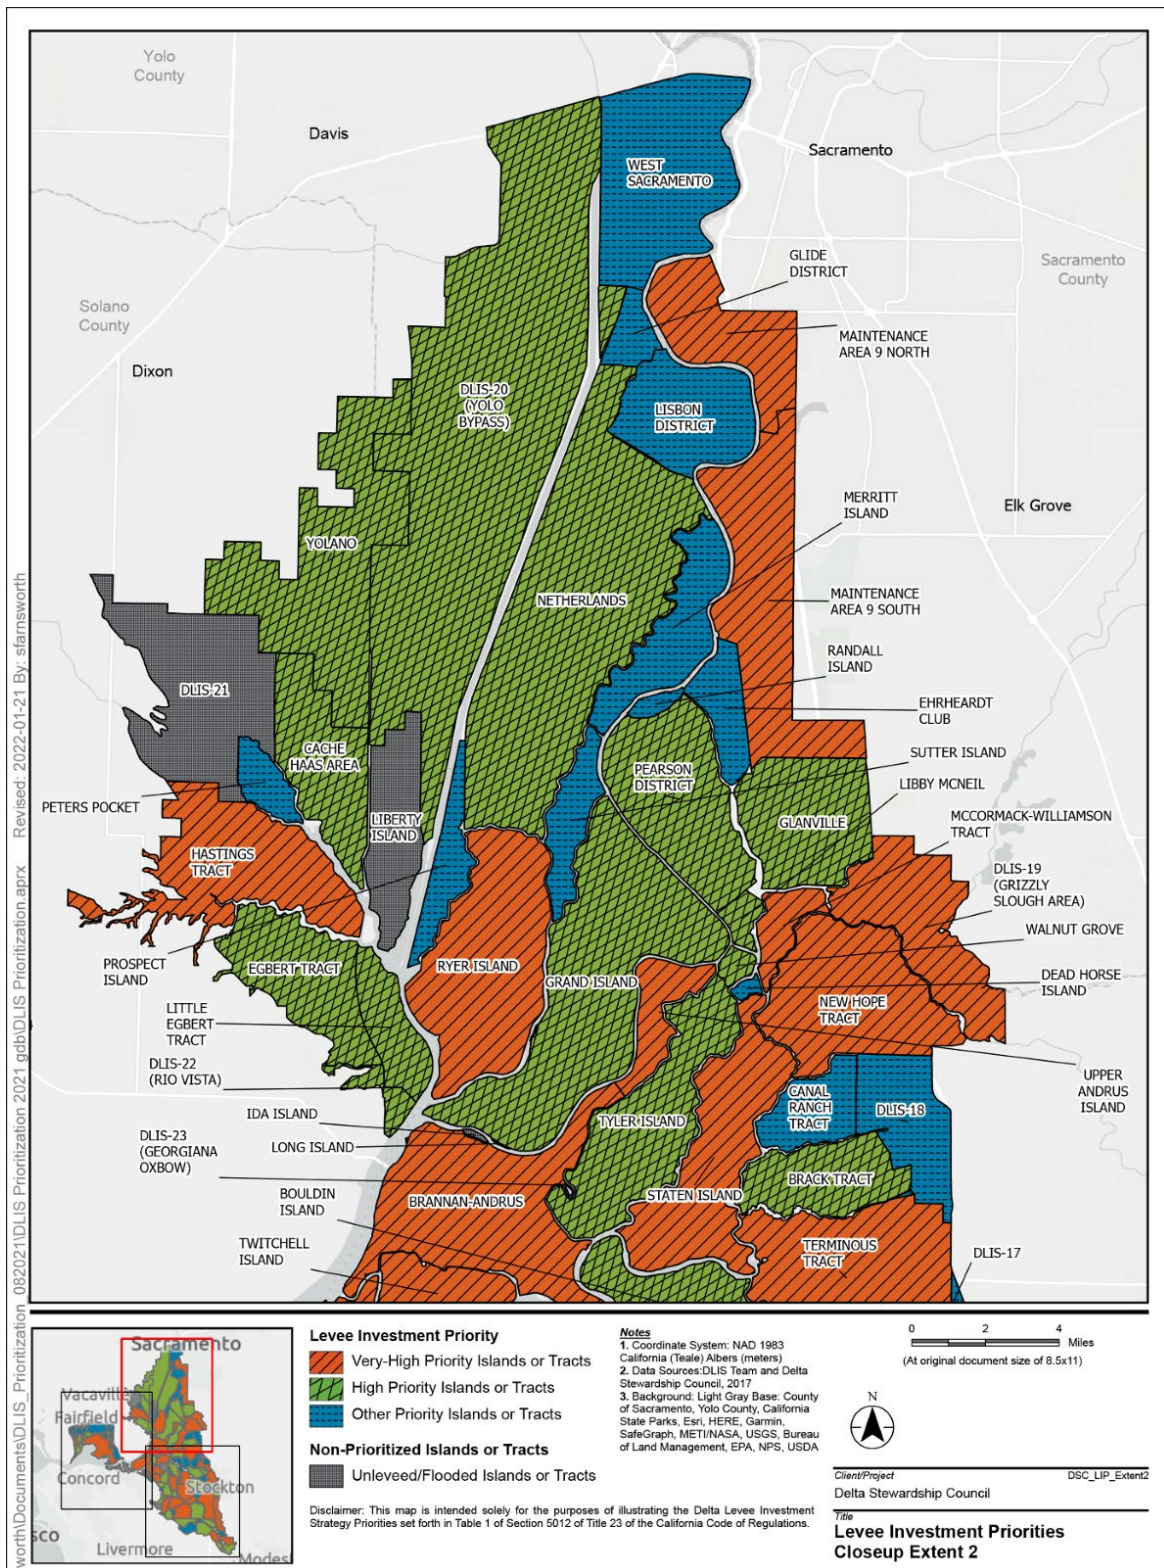 Yolo
County
Davis
Sacramento
WEST
SACRAMENTO
GLIDE
DISTRICT
Sacramento
County
Solano
County
MAINTENANCE
AREA 9 NORTH
Dixon
DLIS-20
(YOLO
BYPASS)
LISBON
DISTRICT
MERRITT
ISLAND
Elk Grove
YOLANO
NETHERLANDS
MAINTENANCE
AREA 9 SOUTH
RANDALL
ISLAND
DLIS-21
EHRHEARDT
CLUB
CACHE
HAAS AREA
SUTTER ISLAND
PEARSON
DISTRICT
LIBBY MCNEIL
PETERS POCKET
LIBERTY
ISLAND
GLANVILLE
MCCORMACK-WILLIAMSON
TRACT
HASTINGS
TRACT
DLIS-19
(GRIZZLY
SLOUGH AREA)
WALNUT GROVE
PROSPECT
ISLAND
EGBERT TRACT
RYER ISLAND
GRAND ISLAND
DEAD HORSE
ISLAND
NEW HOPE
TRACT
LITTLE
EGBERT
TRACT
DLIS-22
(RIO VISTA)
UPPER
ANDRUS
ISLAND
CANAL
RANCH
TRACT
DLIS-18
IDA ISLAND
TYLER ISLAND
DLIS-23
(GEORGIANA
OXBOW)
LONG ISLAND
BRACK TRACT
BOULDIN
ISLAND
BRANNAN-ANDRUS
STATEN ISLAND
TWITCHELL
ISLAND
TERMINOUS
TRACT
DLIS-17
worth\Documents\DLIS_Prioritization_082021\DLIS Prioritization 2021 gdb\DLIS Prioritization.aprx Revised: 2022-01-21 By: sfarnsworth
Sacramento
Vacaville
Fairfield
Concord
Stockton
sco
Livermore
Modest
Levee Investment Priority
Very-High Priority Islands or Tracts
High Priority Islands or Tracts
Other Priority Islands or Tracts
Non-Prioritized Islands or Tracts
Unleveed/Flooded Islands or Tracts
Disclaimer: This map is intended solely for the purposes of illustrating the Delta Levee Investment
Strategy Priorities set forth in Table 1 of Section 5012 of Title 23 of the California Code of Regulations.
Notes
1. Coordinate System: NAD 1983
California (Teale) Albers (meters)
2. Data Sources:DLIS Team and Delta
Stewardship Council, 2017
3. Background: Light Gray Base: County
of Sacramento, Yolo County, California
State Parks, Esri, HERE, Garmin,
SafeGraph, METI/NASA, USGS, Bureau
of Land Management, EPA, NPS, USDA
0 2 4
Miles
(At original document size of 8.5x11)
N
Client/Project DSC_LIP_Extent2
Delta Stewardship Council
Title
Levee Investment Priorities
Closeup Extent 2